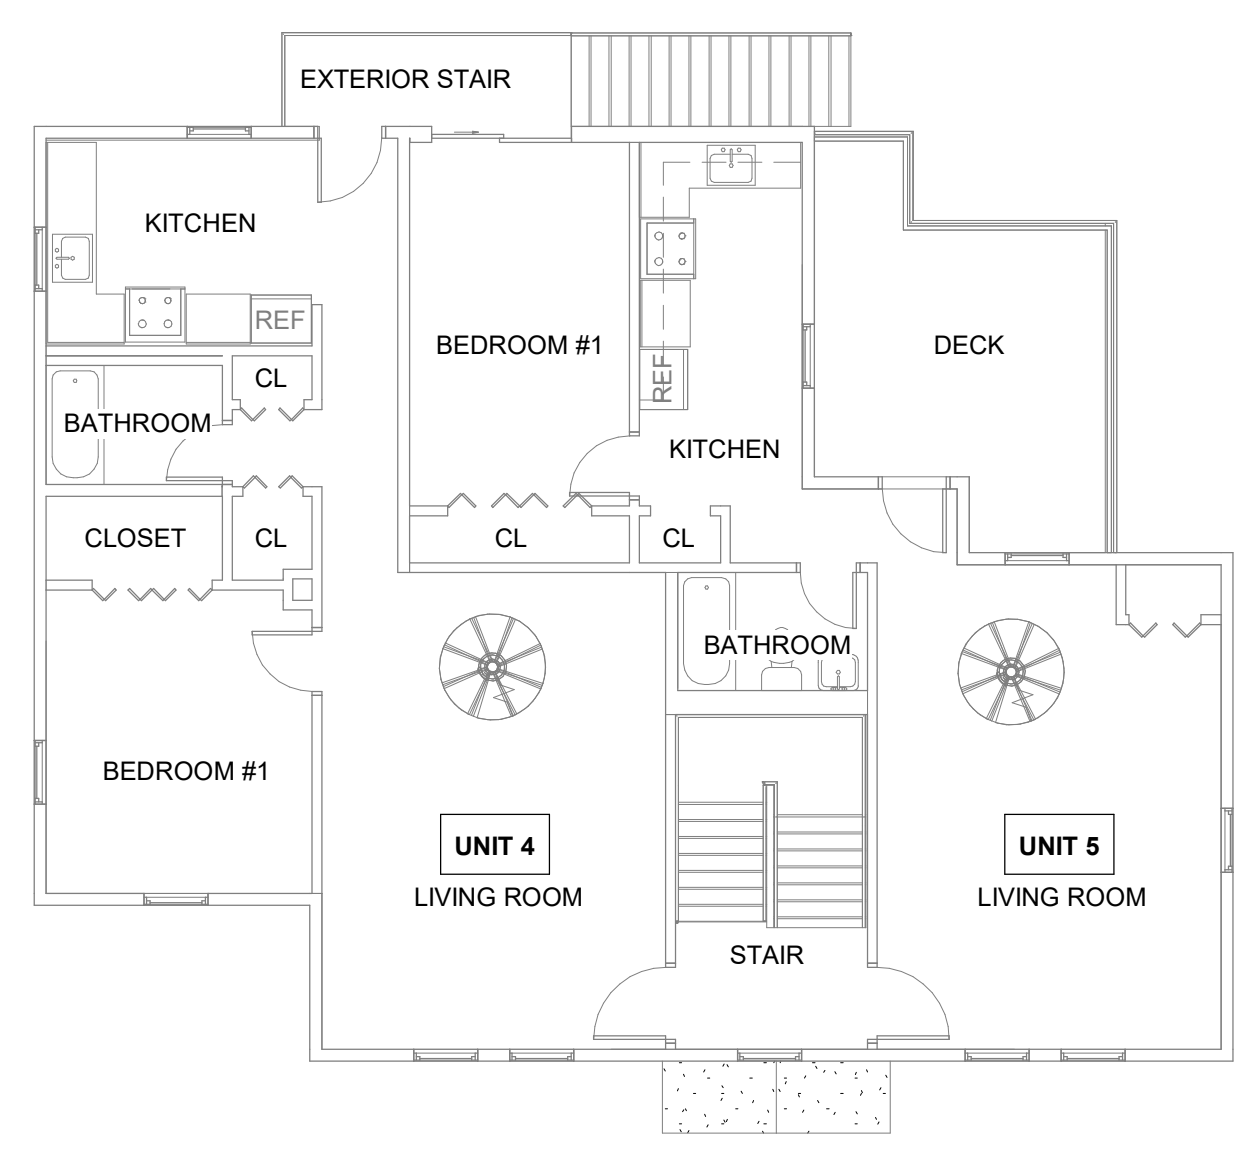 EXTERIOR STAIR
KITCHEN
REF
BEDROOM #1
DECK
REF
CL
BATHROOM
KITCHEN
CLOSET
CL
CL
CL
BATHROOM
BEDROOM #1
UNIT 4
LIVING ROOM
UNIT 5
LIVING ROOM
STAIR